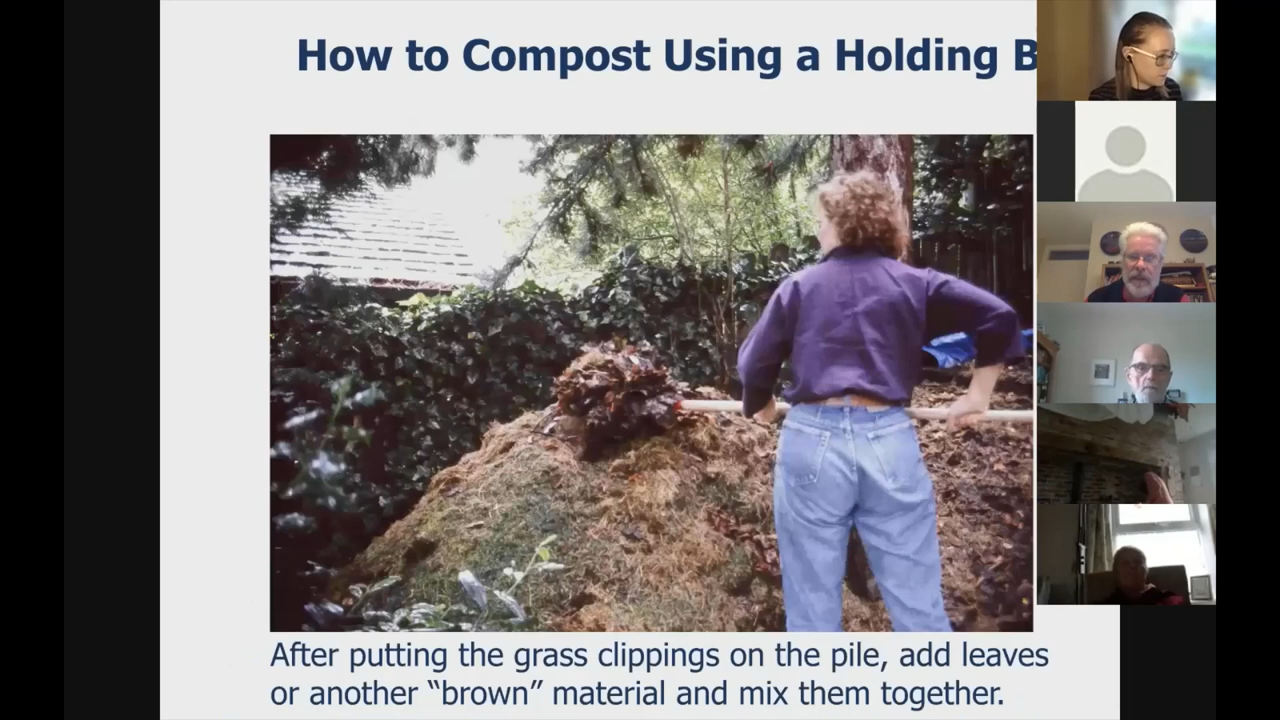 How to Compost Using a Holding B
After putting the grass clippings on the pile, add leaves
or another “brown” material and mix them together.